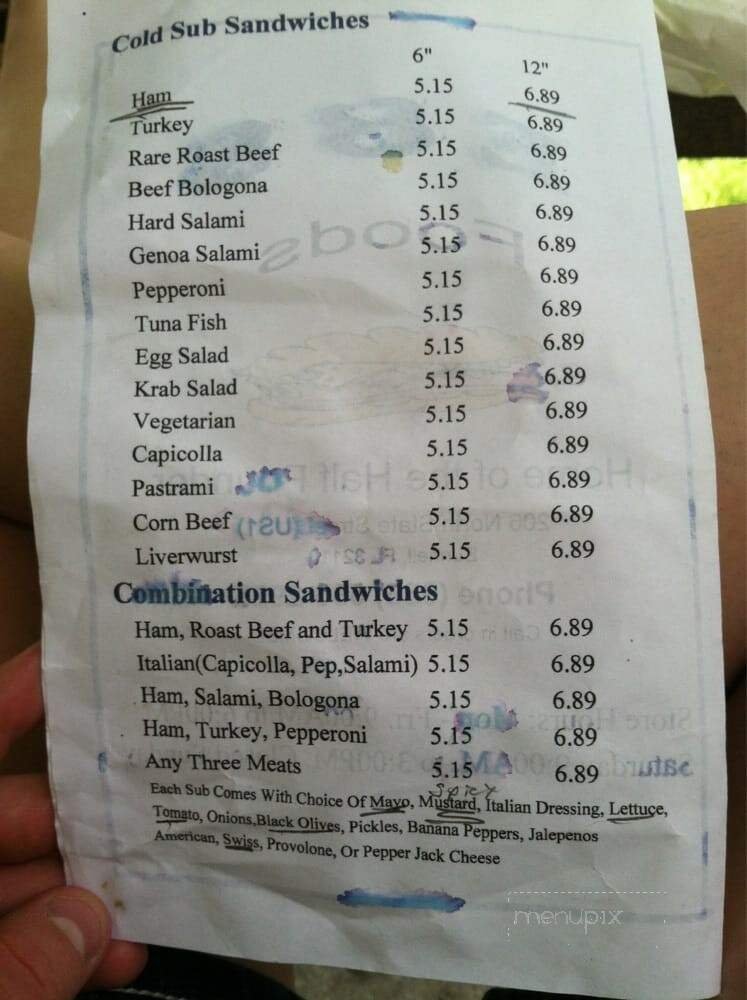 Cold Sub Sandwiches
6" 12"
Ham 5.15 6.89
Turkey 5.15 6.89
Rare Roast Beef 5.15 6.89
Beef Bologona 5.15 6.89
Hard Salami 5.15 6.89
Genoa Salami 5.15 6.89
Pepperoni 5.15 6.89
Tuna Fish 5.15 6.89
Egg Salad 5.15 6.89
Krab Salad 5.15 6.89
Vegetarian 5.15 6.89
Capicolla 5.15 6.89
Pastrami 5.15 6.89
Corn Beef 5.15 6.89
Liverwurst 5.15 6.89
Combination Sandwiches
Ham, Roast Beef and Turkey 5.15 6.89
Italian(Capicolla, Pep,Salami) 5.15 6.89
Ham, Salami, Bologona 5.15 6.89
Ham, Turkey, Pepperoni 5.15 6.89
Any Three Meats 5.15 6.89
spicy
Each Sub Comes With Choice Of Mayo, Mustard, Italian Dressing, Lettuce,
Tomato, Onions,Black Olives, Pickles, Banana Peppers, Jalepenos
American, Swiss, Provolone, Or Pepper Jack Cheese
menupix